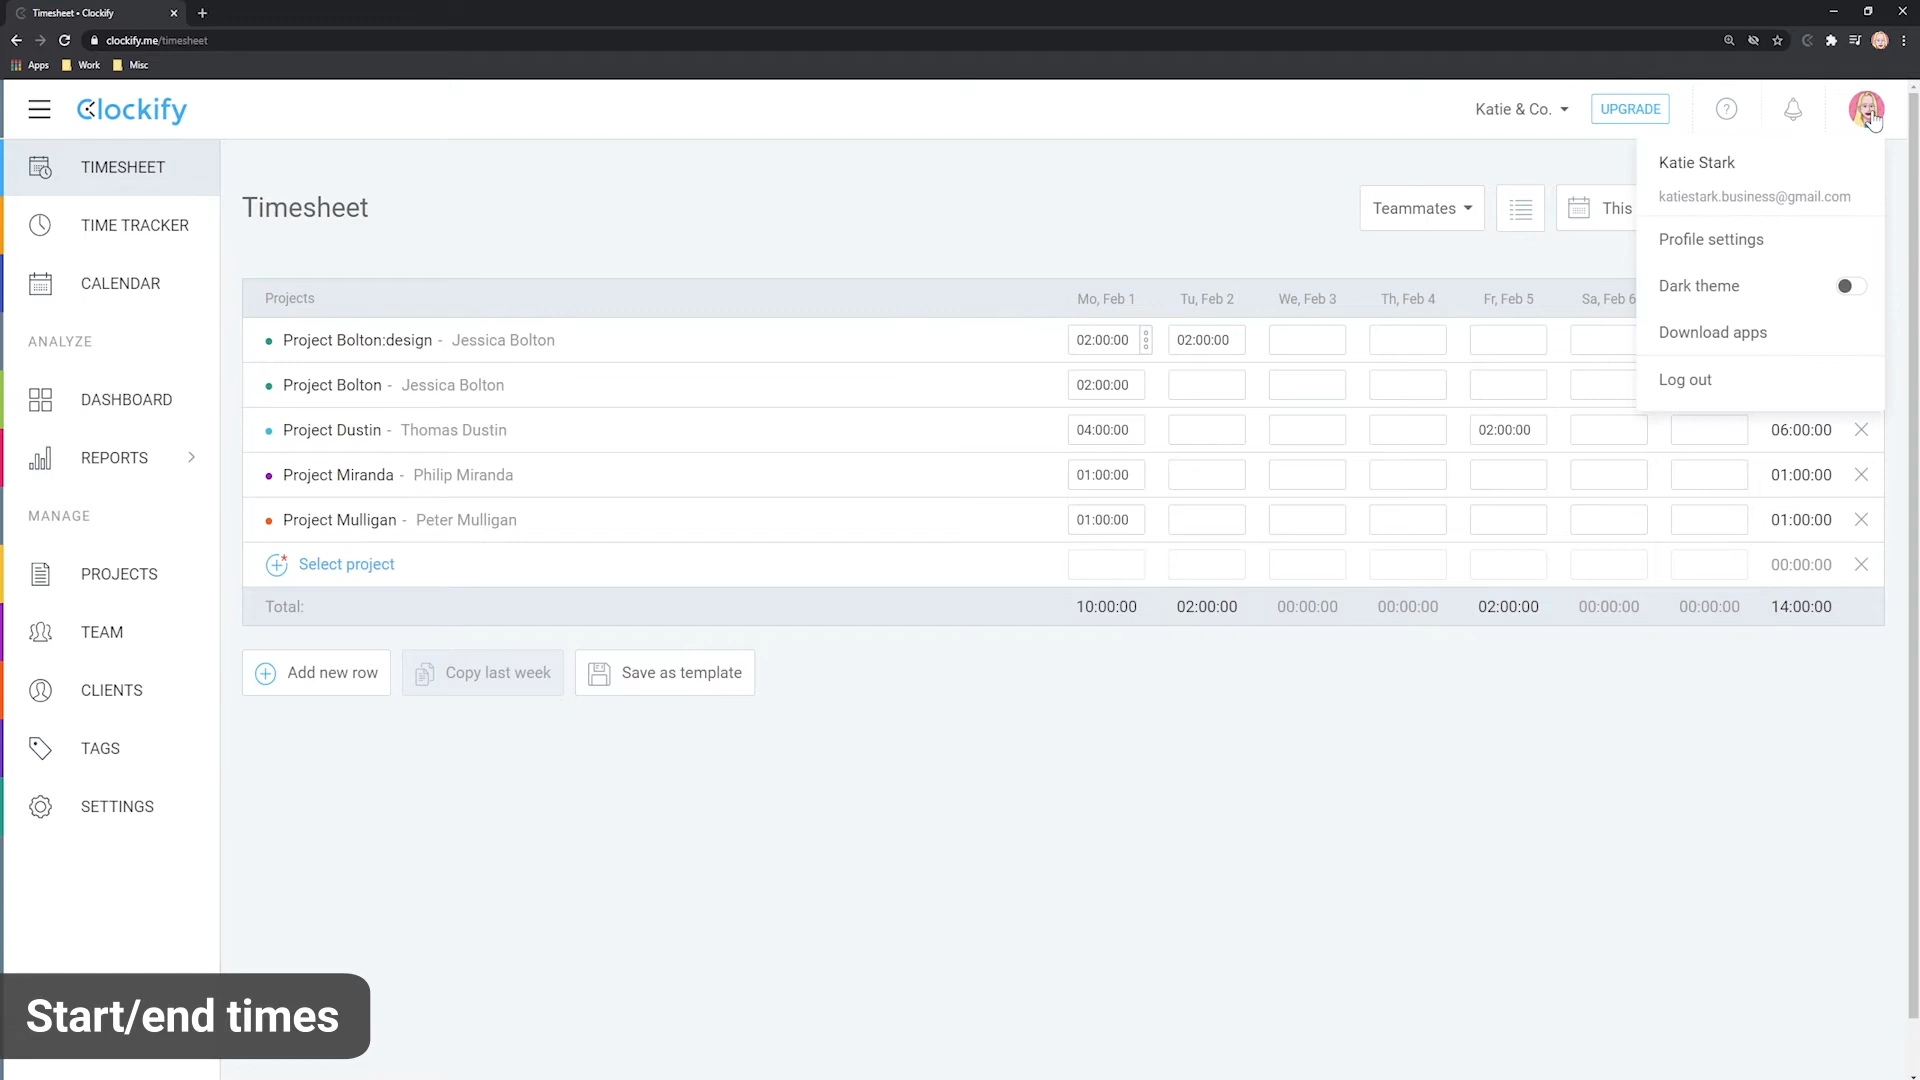 Timesheet • Clockify
clockify.me/timesheet
Apps
Work
Misc
Clockify
Katie & Co.
UPGRADE
?
TIMESHEET
TIME TRACKER
CALENDAR
ANALYZE
DASHBOARD
REPORTS
MANAGE
PROJECTS
TEAM
CLIENTS
TAGS
SETTINGS
Timesheet
Teammates
This
Katie Stark
katiestark.business@gmail.com
Profile settings
Dark theme
Download apps
Log out
Projects Mo, Feb 1 Tu, Feb 2 We, Feb 3 Th, Feb 4 Fr, Feb 5 Sa, Feb 6
Project Bolton:design - Jessica Bolton 02:00:00 02:00:00
Project Bolton - Jessica Bolton 02:00:00
Project Dustin - Thomas Dustin 04:00:00 02:00:00 06:00:00
Project Miranda - Philip Miranda 01:00:00 01:00:00
Project Mulligan - Peter Mulligan 01:00:00 01:00:00
Select project 00:00:00
Total: 10:00:00 02:00:00 00:00:00 00:00:00 02:00:00 00:00:00 00:00:00 14:00:00
Add new row
Copy last week
Save as template
Start/end times